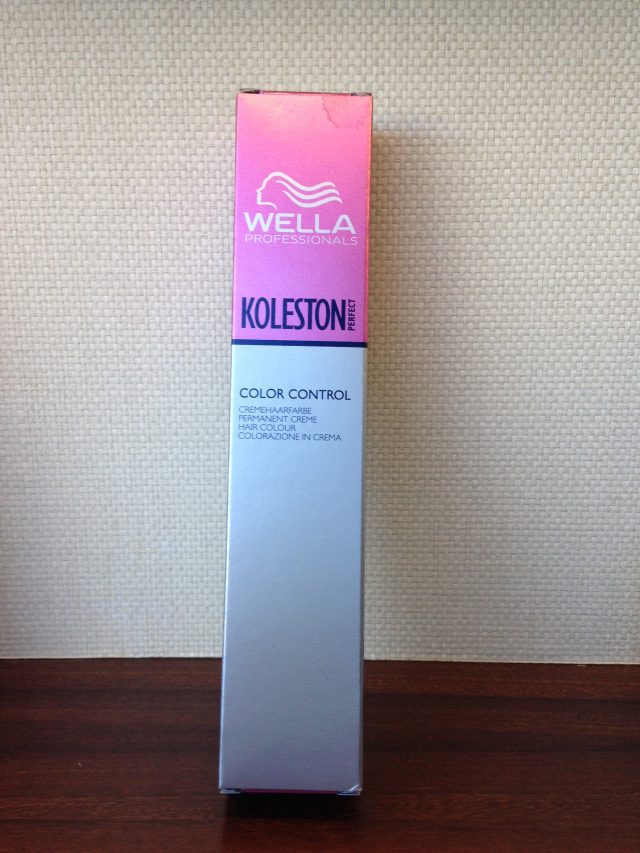 WELLA
PROFESSIONALS
KOLESTON
PERFECT
COLOR CONTROL
CREMEHAARFARBE
PERMANENT CREME
HAIR COLOUR
COLORAZIONE IN CREMA